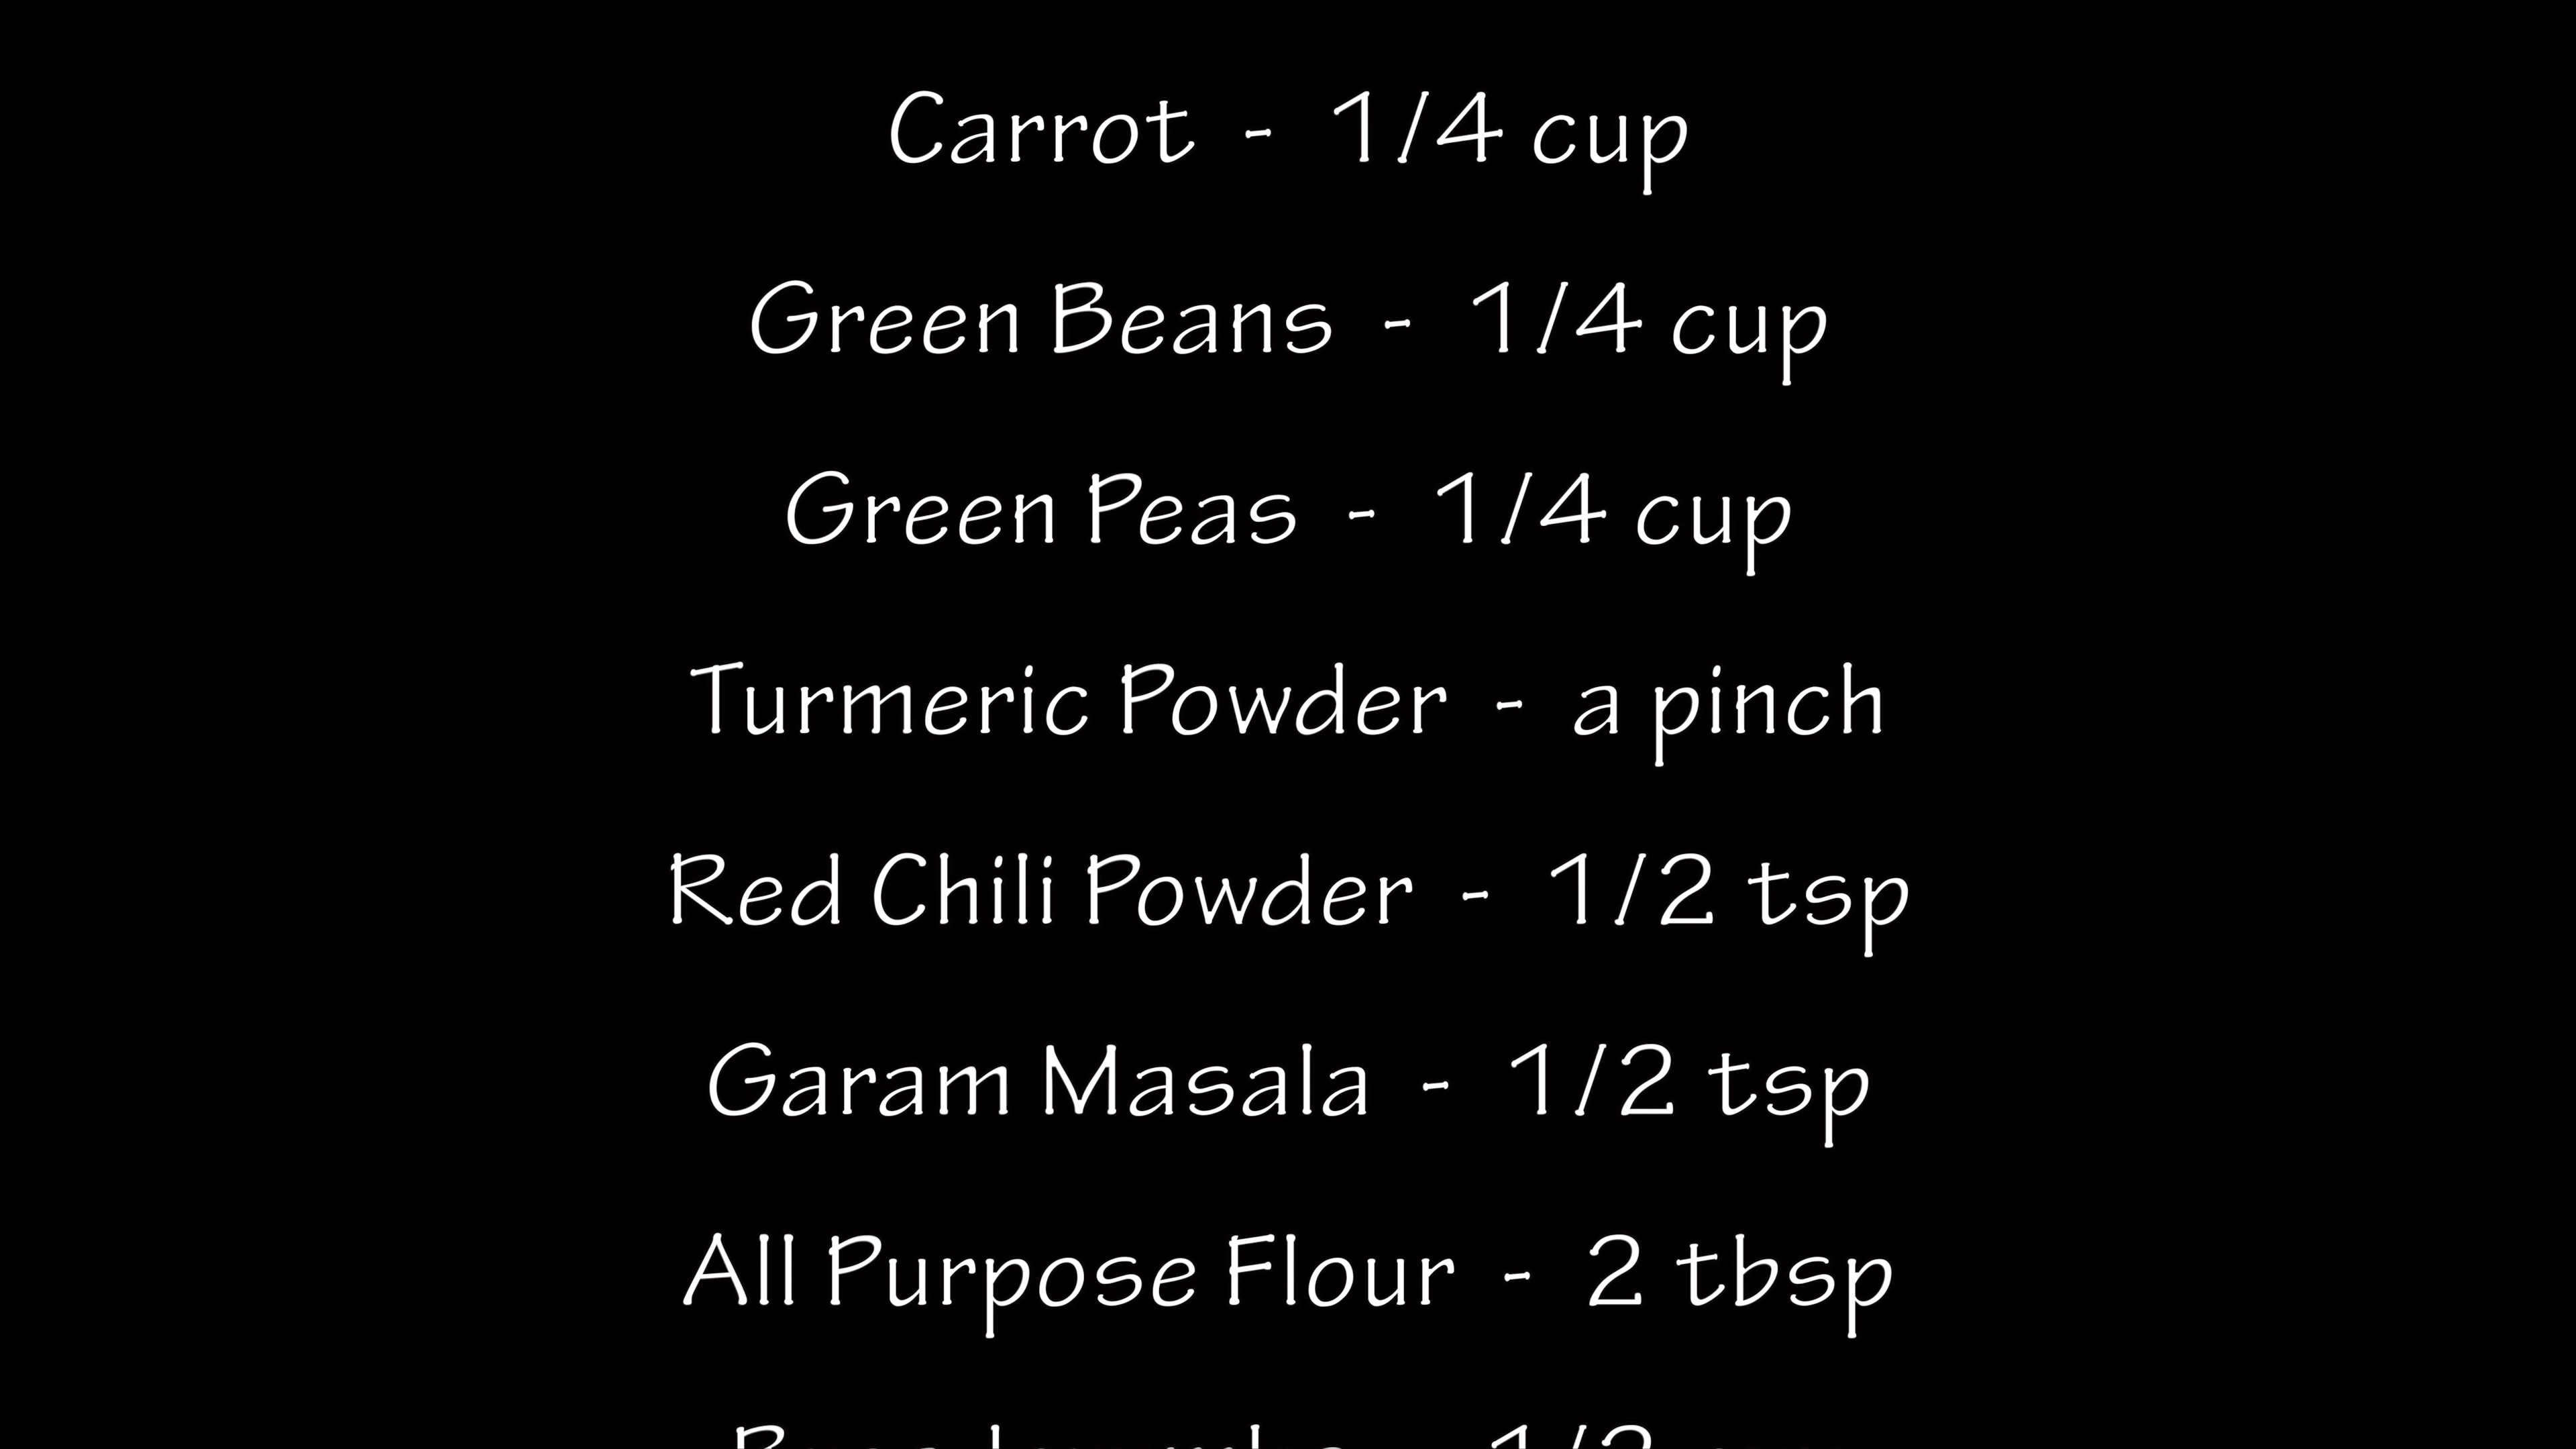 Carrot - 1/4 cup
Green Beans - 1/4 cup
Green Peas - 1/4 cup
Turmeric Powder - a pinch
Red Chili Powder - 1/2 tsp
Garam Masala - 1/2 tsp
All Purpose Flour - 2 tbsp